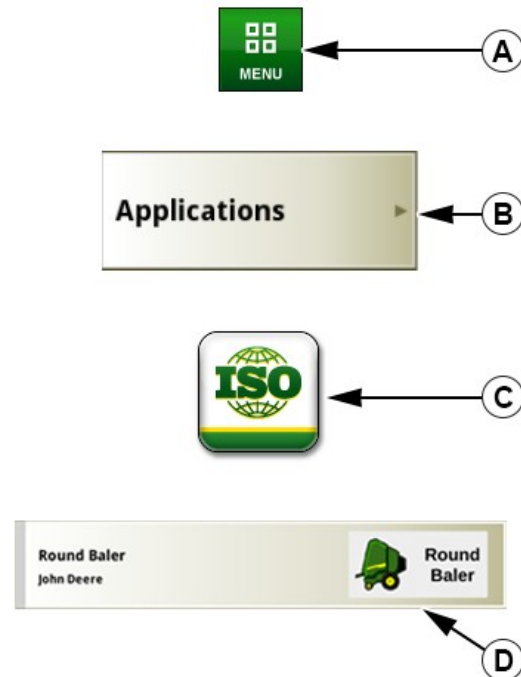 MENU
A
Applications
B
ISO
C
Round Baler
John Deere
Round
Baler
D